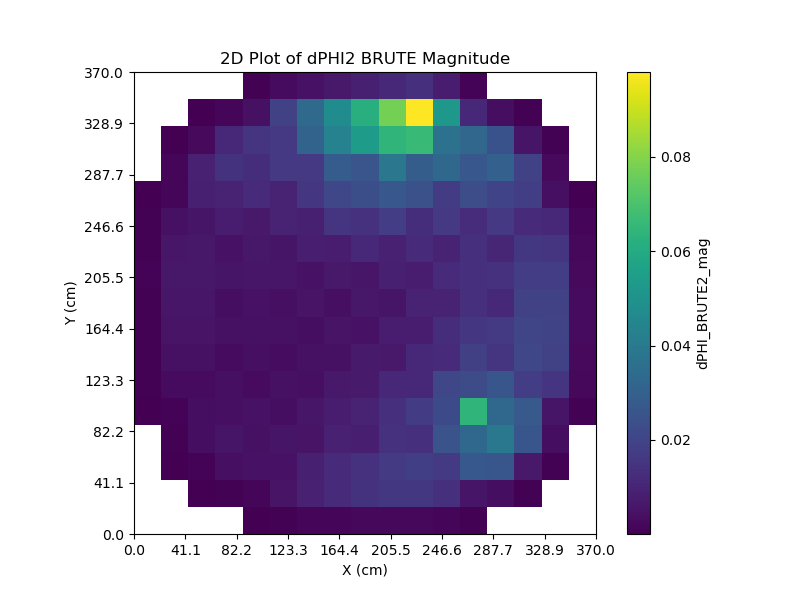 2D Plot of dPHI2 BRUTE Magnitude
370.0
328.9
287.7
246.6
205.5
164.4
123.3
82.2
41.1
0.0
Y (cm)
0.0 41.1 82.2 123.3 164.4 205.5 246.6 287.7 328.9 370.0
X (cm)
0.08
0.06
0.04
0.02
dPHI_BRUTE2_mag